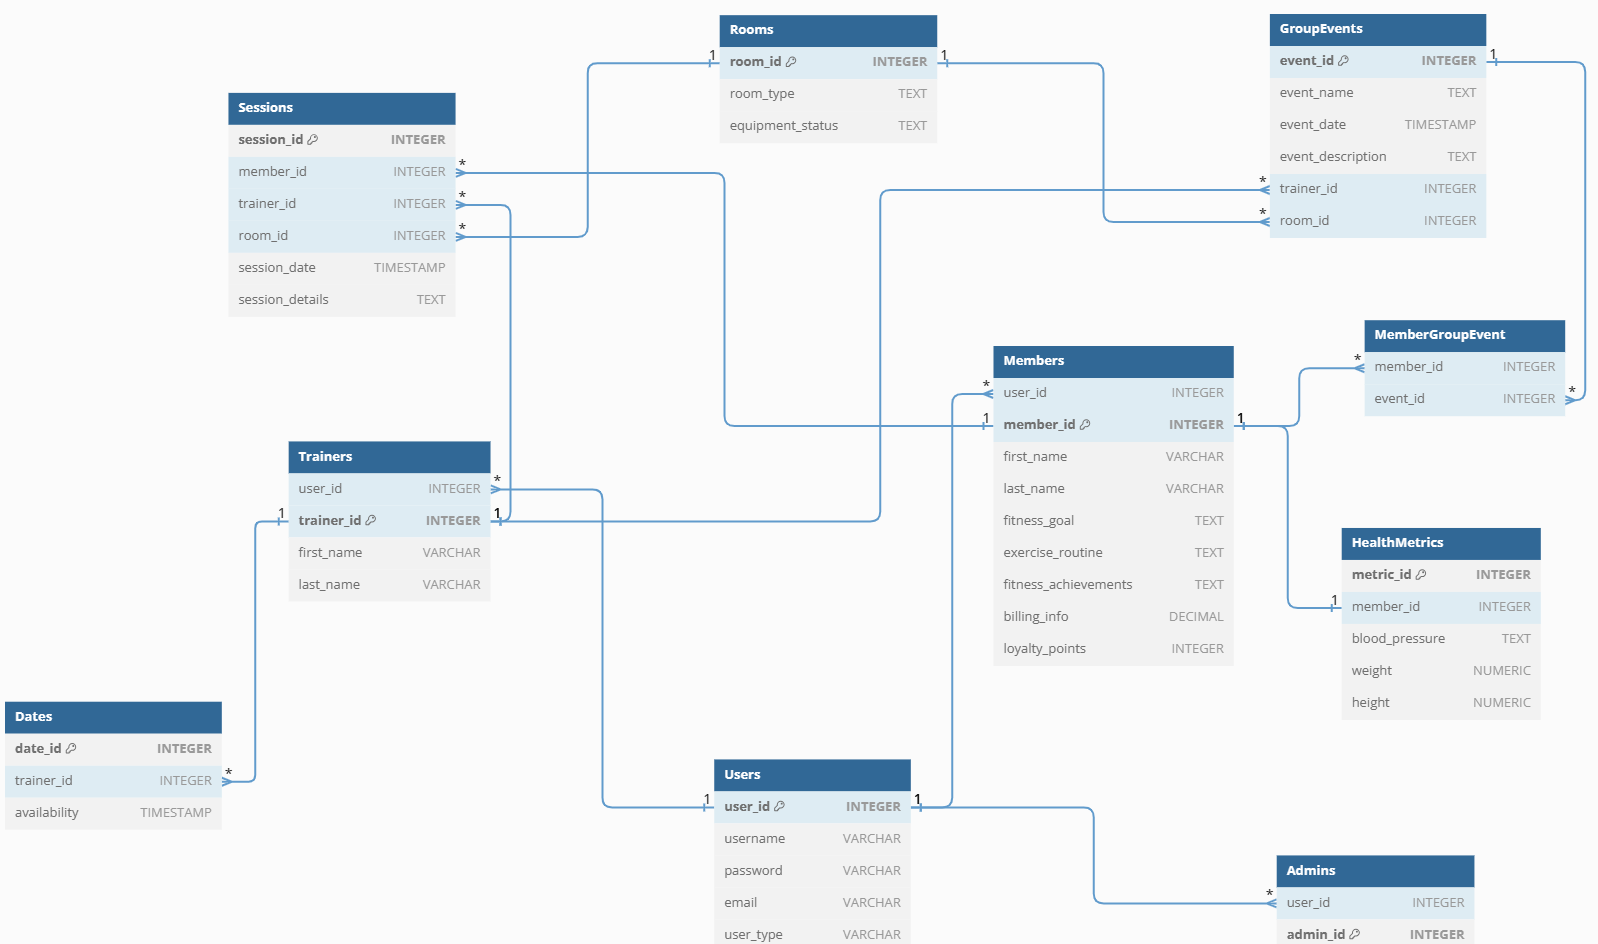 Rooms
1 room_id INTEGER 1
room_type TEXT
equipment_status TEXT
GroupEvents
event_id INTEGER 1
event_name TEXT
event_date TIMESTAMP
event_description TEXT
* trainer_id INTEGER
* room_id INTEGER
Sessions
session_id INTEGER
member_id INTEGER *
trainer_id INTEGER *
room_id INTEGER *
session_date TIMESTAMP
session_details TEXT
MemberGroupEvent
* member_id INTEGER
event_id INTEGER *
Members
* user_id INTEGER
1 member_id INTEGER 1
first_name VARCHAR
last_name VARCHAR
fitness_goal TEXT
exercise_routine TEXT
fitness_achievements TEXT
billing_info DECIMAL
loyalty_points INTEGER
Trainers
user_id INTEGER *
1 trainer_id INTEGER 1
first_name VARCHAR
last_name VARCHAR
HealthMetrics
metric_id INTEGER
1 member_id INTEGER
blood_pressure TEXT
weight NUMERIC
height NUMERIC
Dates
date_id INTEGER
trainer_id INTEGER *
availability TIMESTAMP
Users
1 user_id INTEGER 1
username VARCHAR
password VARCHAR
email VARCHAR
user_type VARCHAR
Admins
* user_id INTEGER
admin_id INTEGER